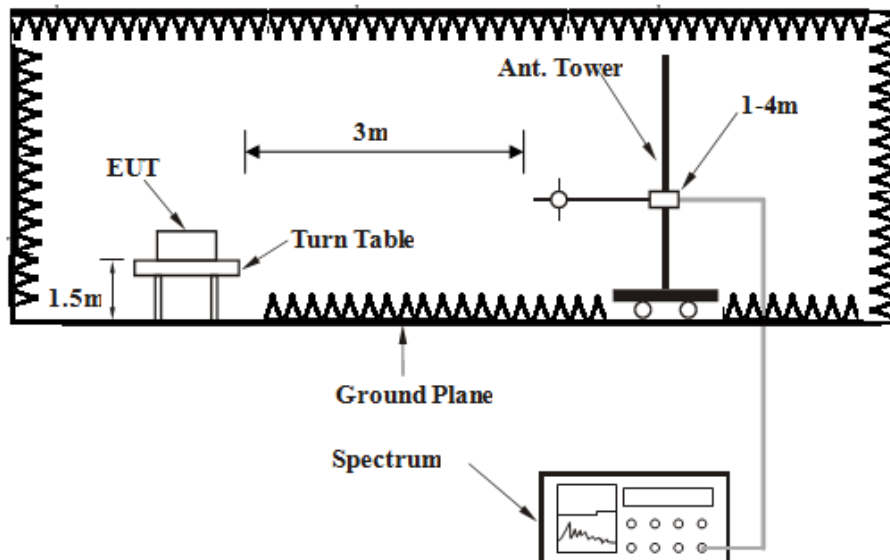 Ant. Tower
1-4m
3m
EUT
Turn Table
1.5m
Ground Plane
Spectrum